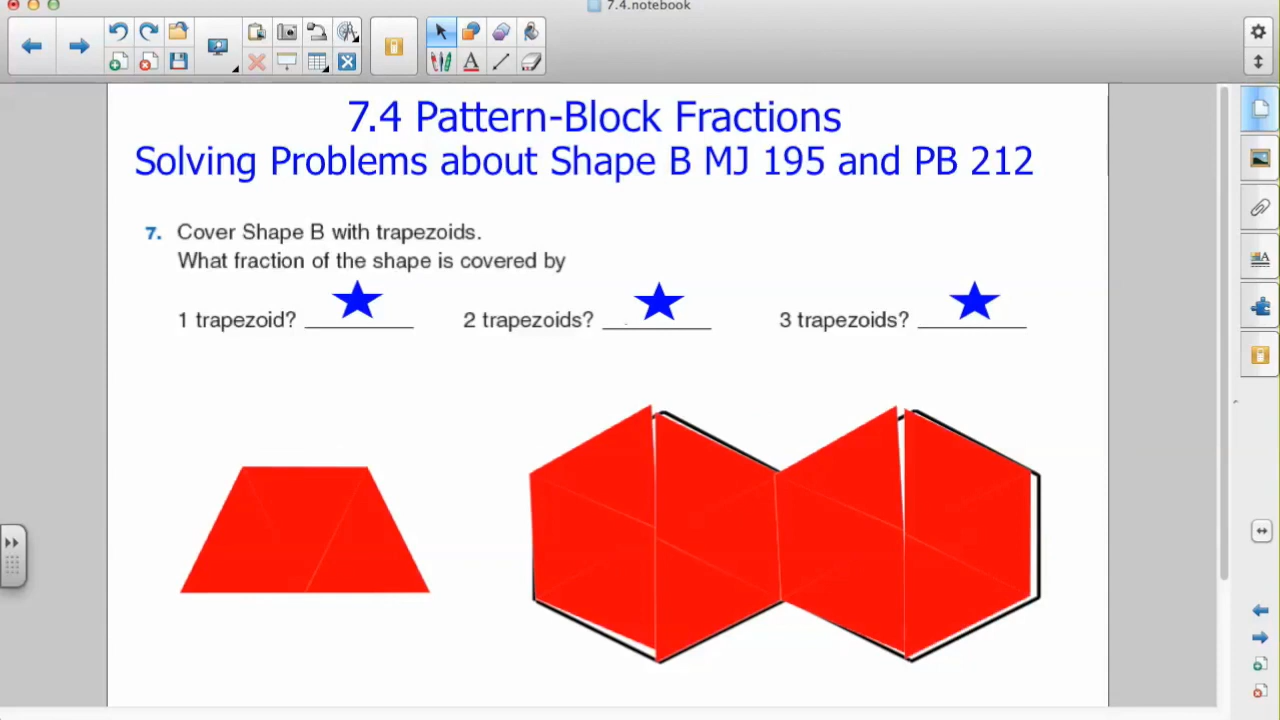 7.4.notebook
7.4 Pattern-Block Fractions
Solving Problems about Shape B MJ 195 and PB 212
7. Cover Shape B with trapezoids.
What fraction of the shape is covered by
1 trapezoid? 2 trapezoids? 3 trapezoids?